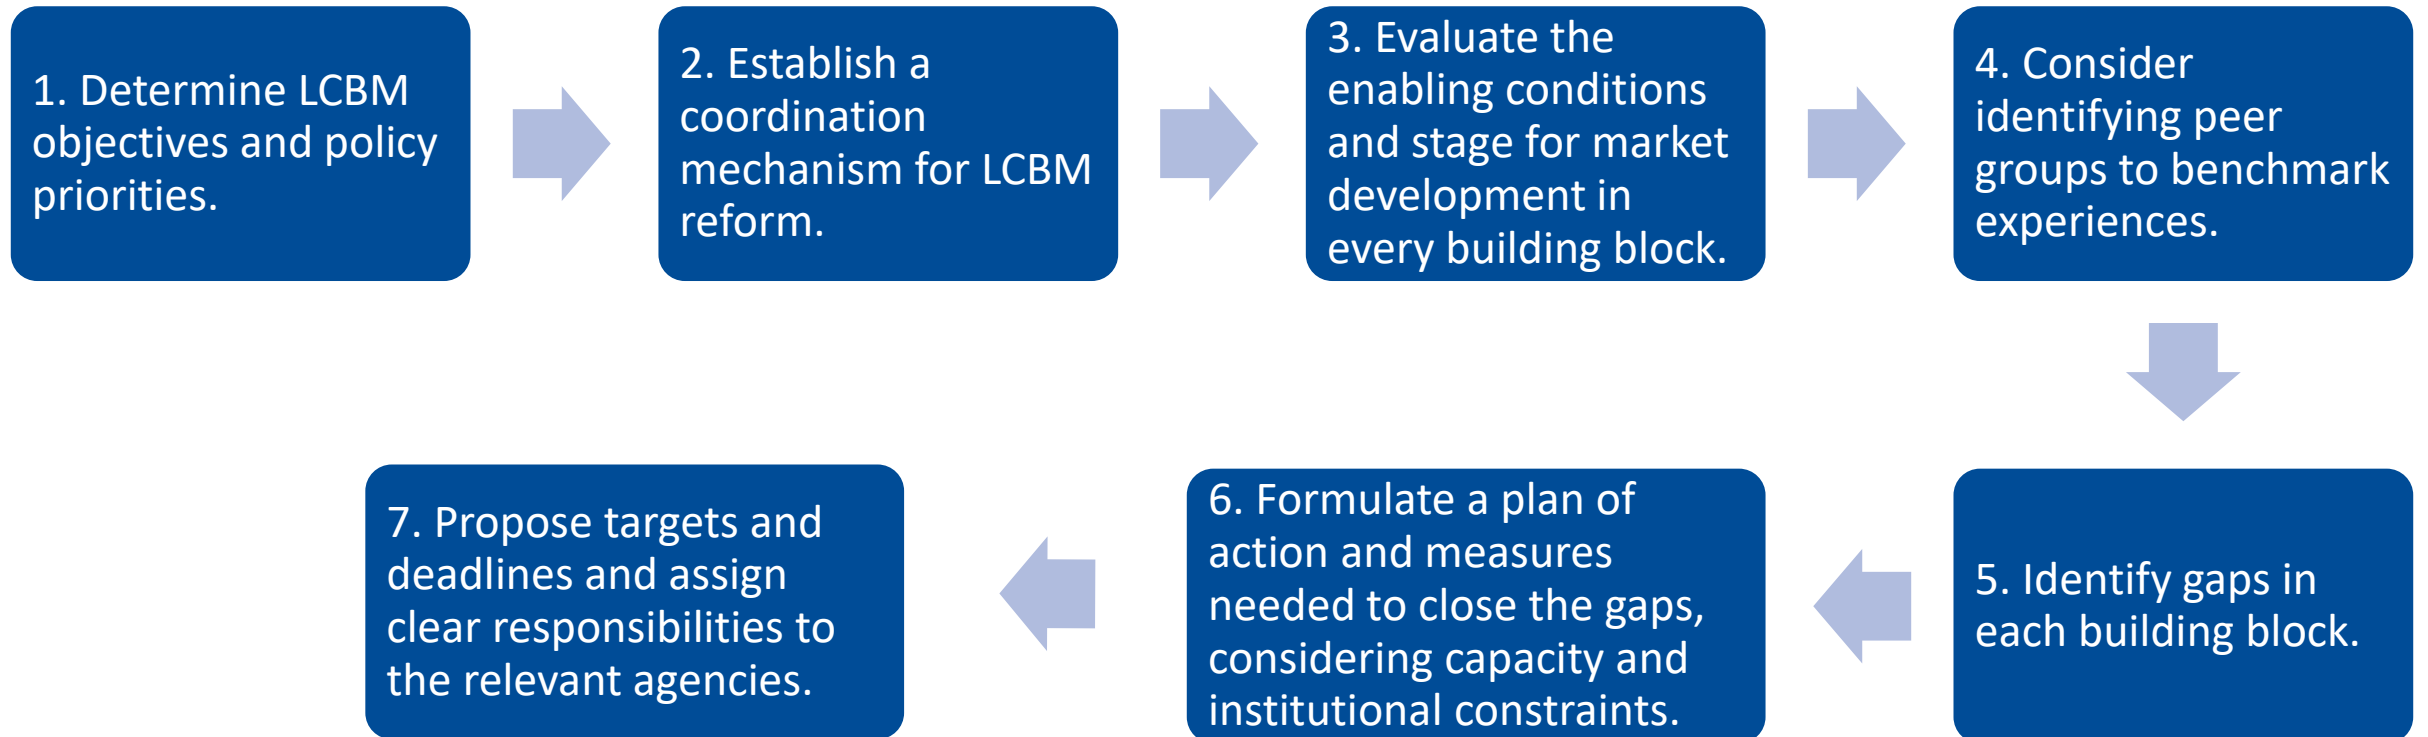 1. Determine LCBM
objectives and policy
priorities.
2. Establish a
coordination
mechanism for LCBM
reform.
3. Evaluate the
enabling conditions
and stage for market
development in
every building block.
4. Consider
identifying peer
groups to benchmark
experiences.
5. Identify gaps in
each building block.
6. Formulate a plan of
action and measures
needed to close the gaps,
considering capacity and
institutional constraints.
7. Propose targets and
deadlines and assign
clear responsibilities to
the relevant agencies.